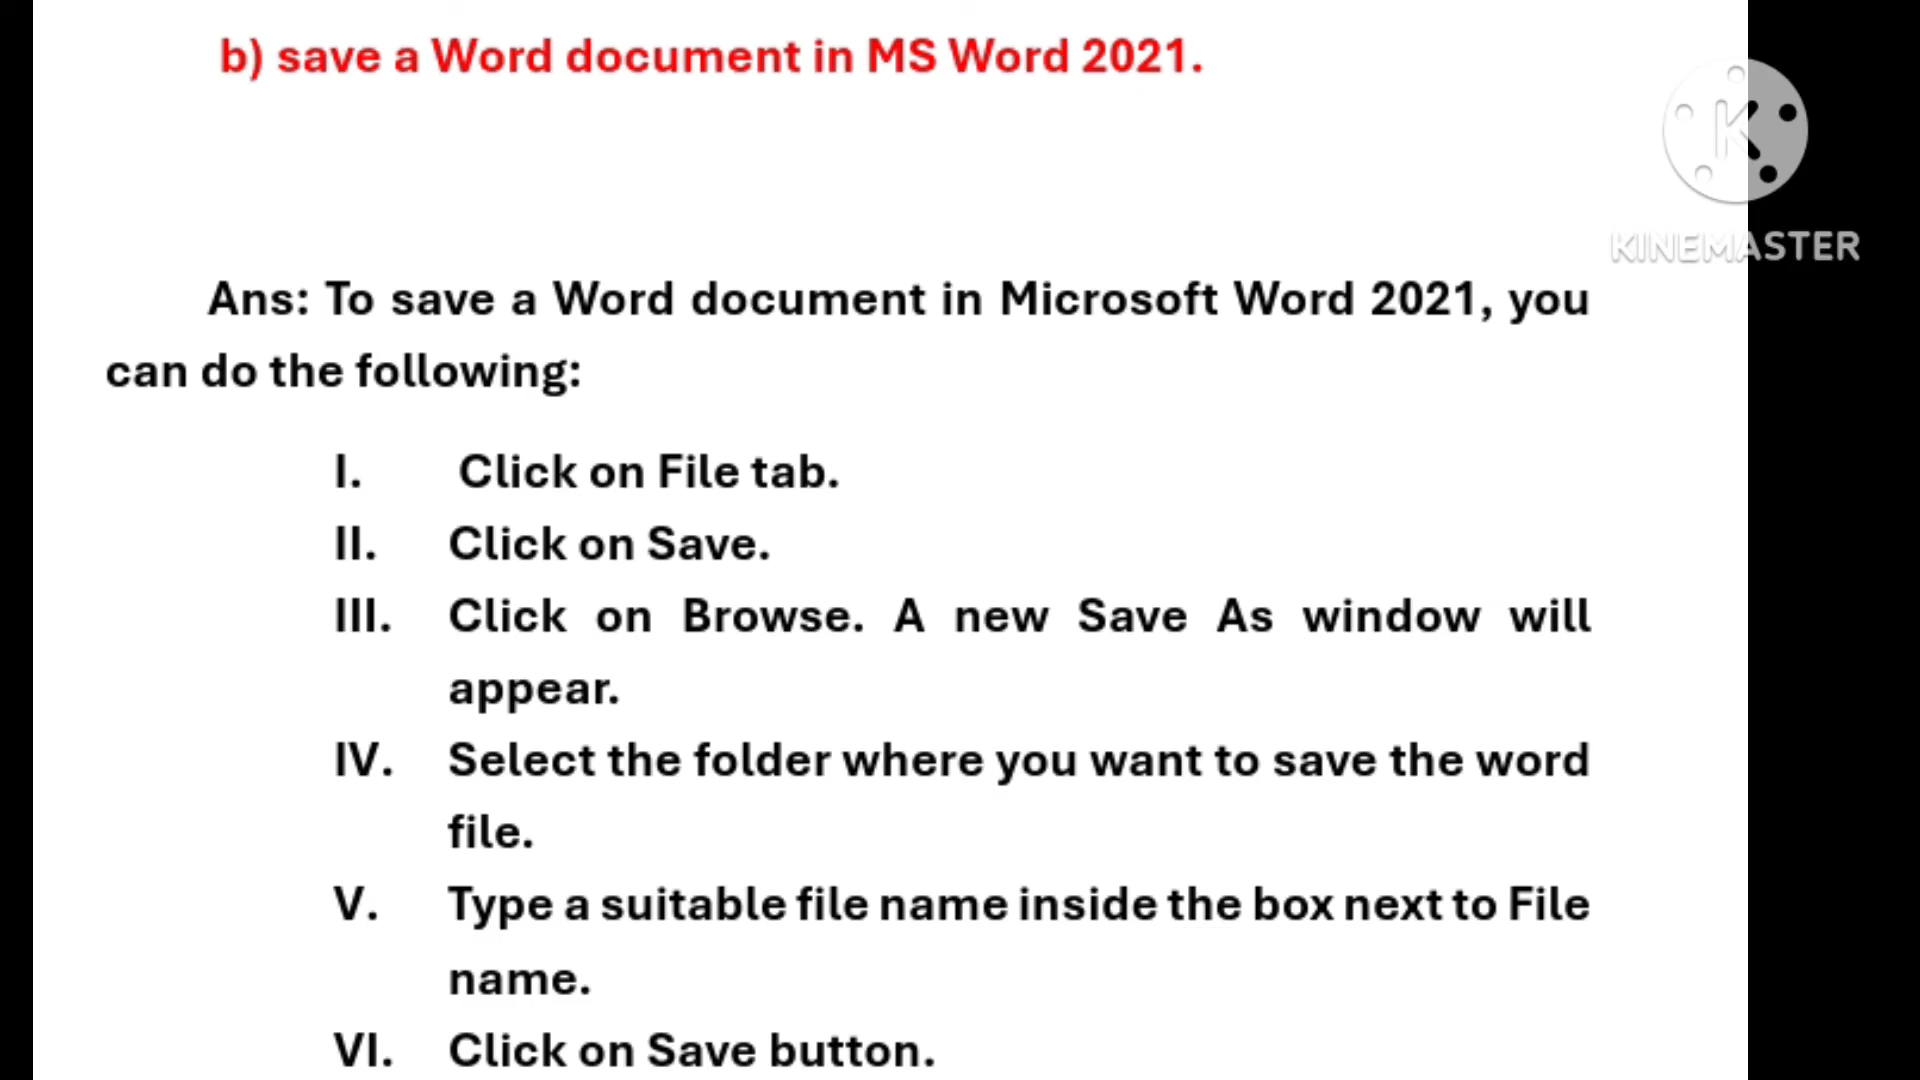 b) save a Word document in MS Word 2021.
K
KINEMASTER
Ans: To save a Word document in Microsoft Word 2021, you
can do the following:
I. Click on File tab.
II. Click on Save.
III. Click on Browse. A new Save As window will
appear.
IV. Select the folder where you want to save the word
file.
V. Type a suitable file name inside the box next to File
name.
VI. Click on Save button.